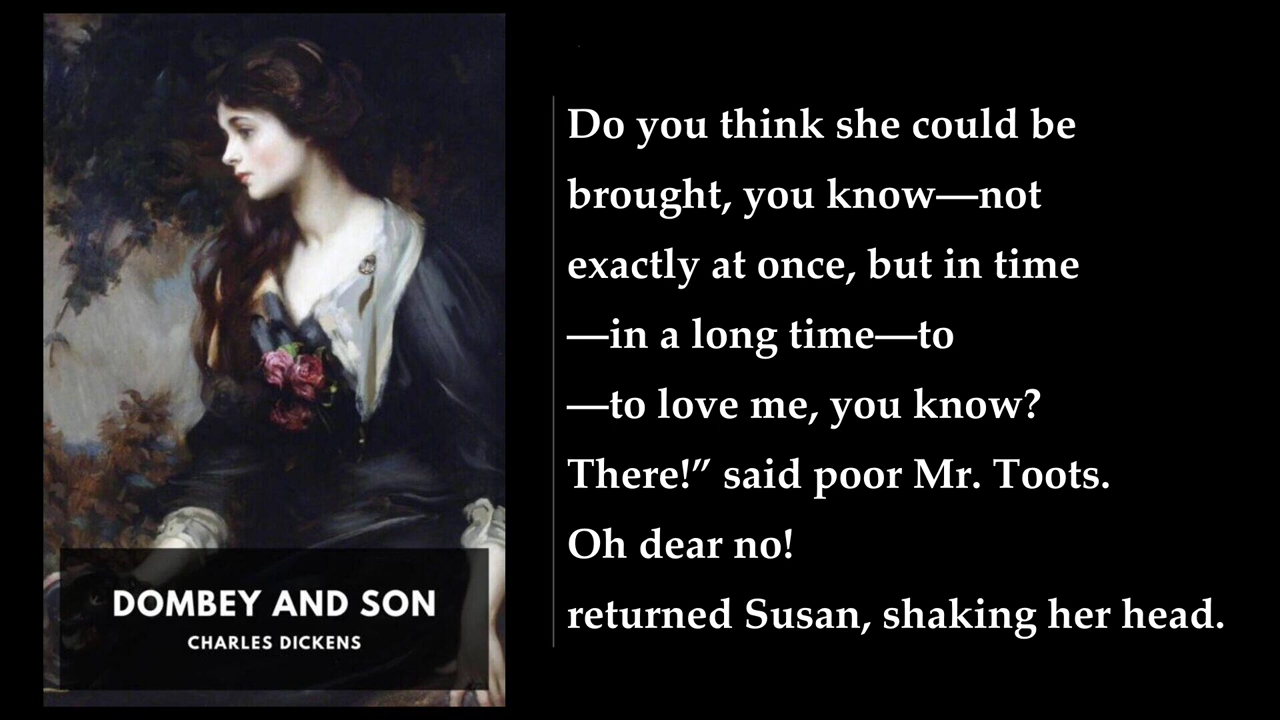 DOMBEY AND SON
CHARLES DICKENS
Do you think she could be
brought, you know—not
exactly at once, but in time
—in a long time—to
—to love me, you know?
There!” said poor Mr. Toots.
Oh dear no!
returned Susan, shaking her head.